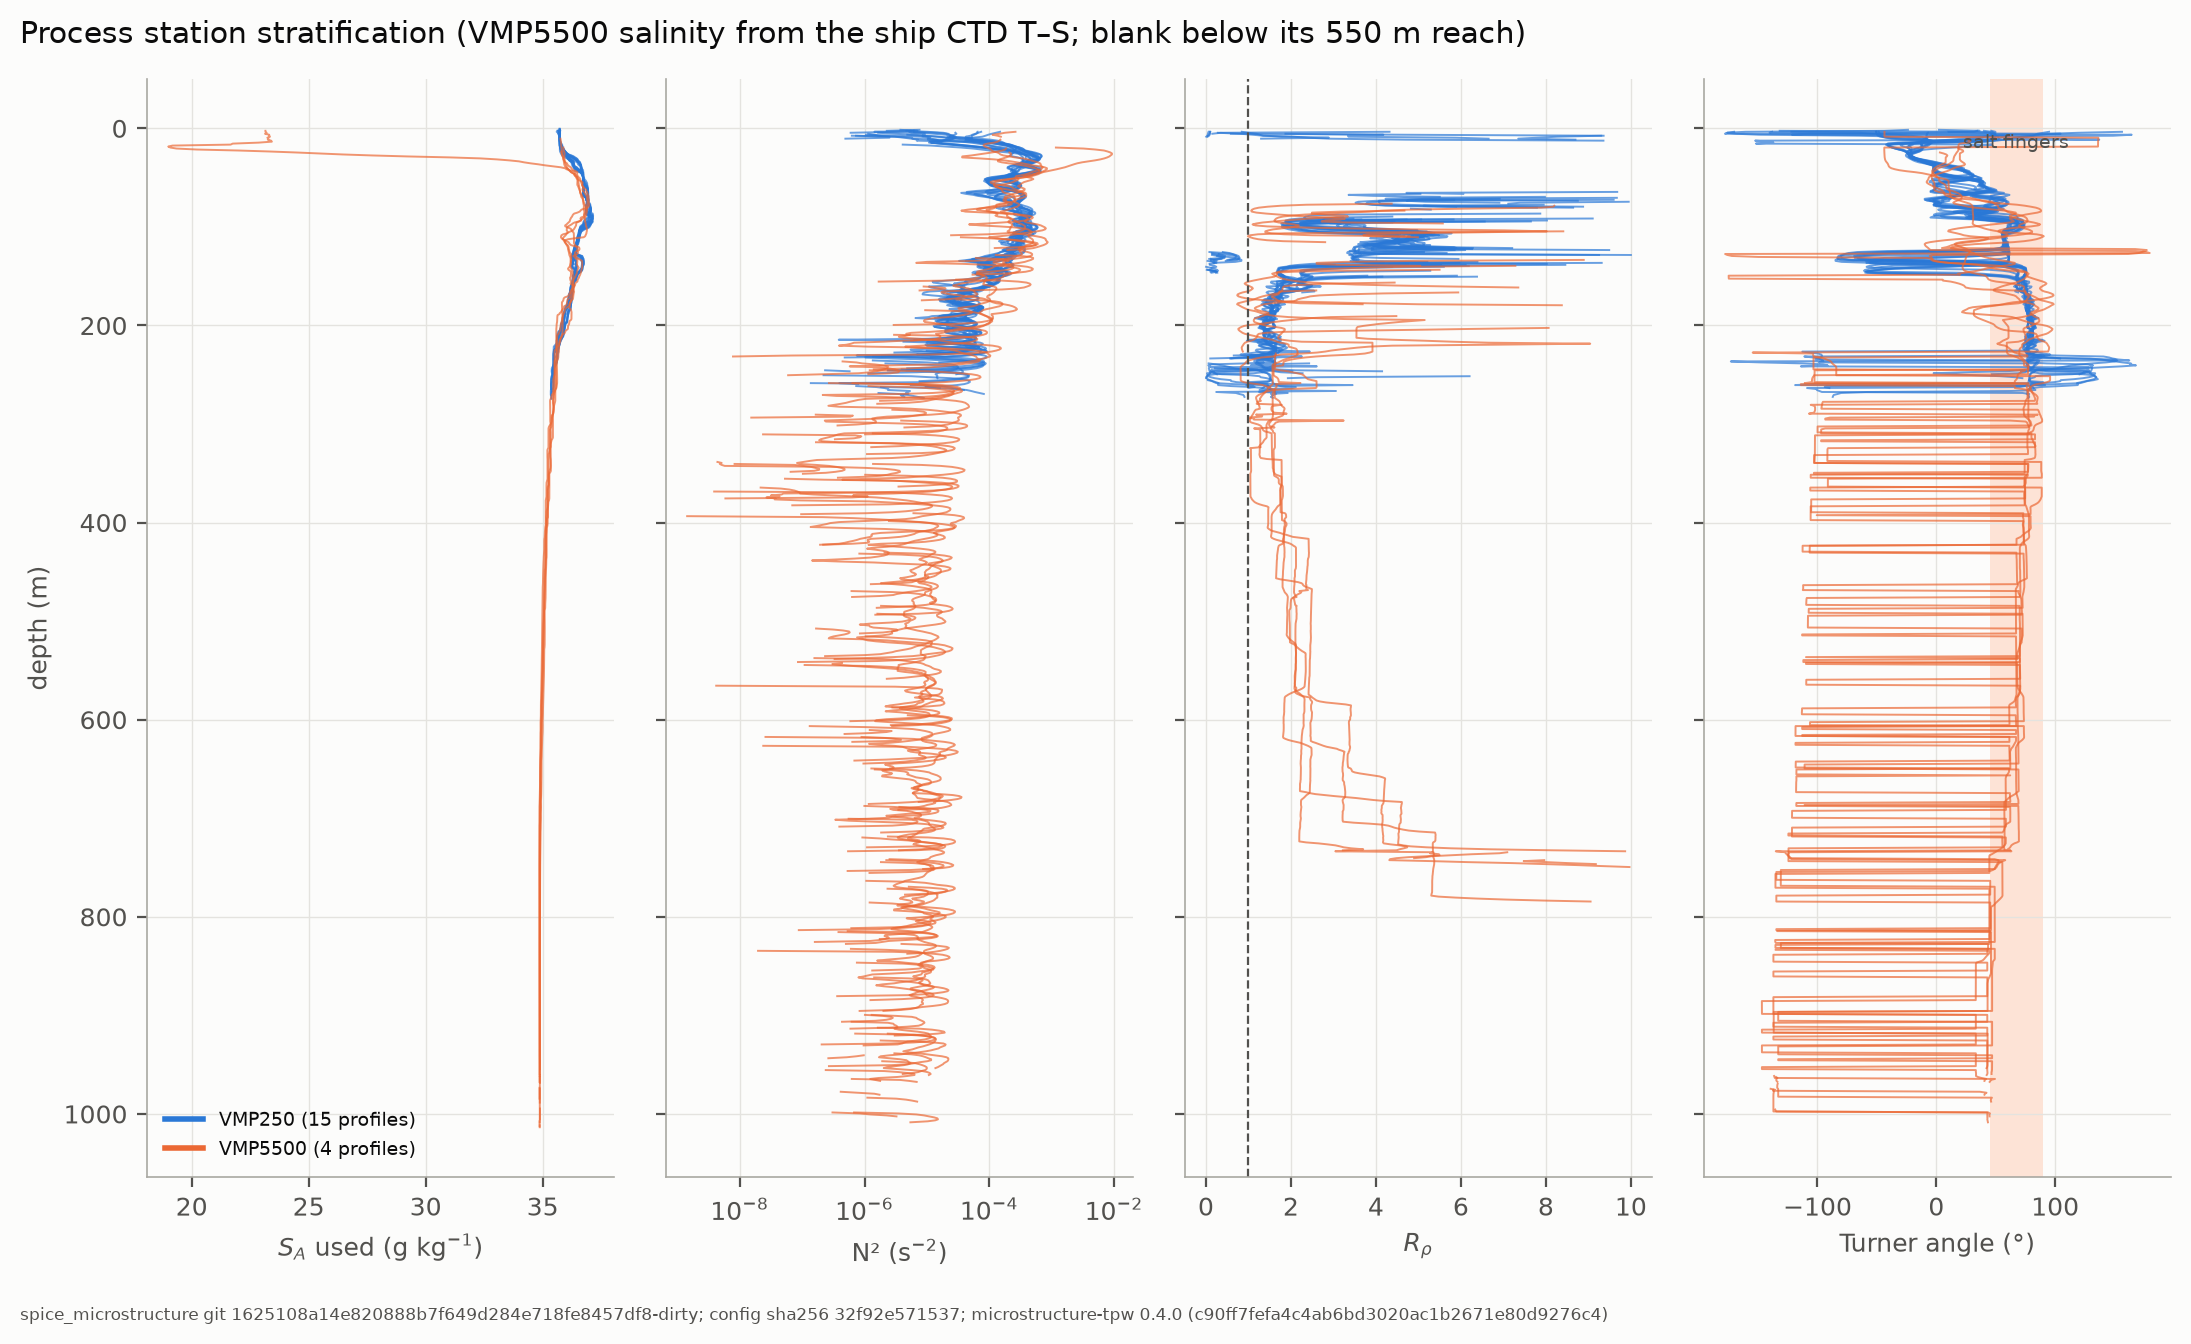 Process station stratification (VMP5500 salinity from the ship CTD T–S; blank below its 550 m reach)
depth (m)
0
200
400
600
800
1000
VMP250 (15 profiles)
VMP5500 (4 profiles)
20 25 30 35
S_A used (g kg⁻¹)
10⁻⁸ 10⁻⁶ 10⁻⁴ 10⁻²
N² (s⁻²)
0 2 4 6 8 10
R_ρ
salt fingers
−100 0 100
Turner angle (°)
spice_microstructure git 1625108a14e820888b7f649d284e718fe8457df8-dirty; config sha256 32f92e571537; microstructure-tpw 0.4.0 (c90ff7fefa4c4ab6bd3020ac1b2671e80d9276c4)